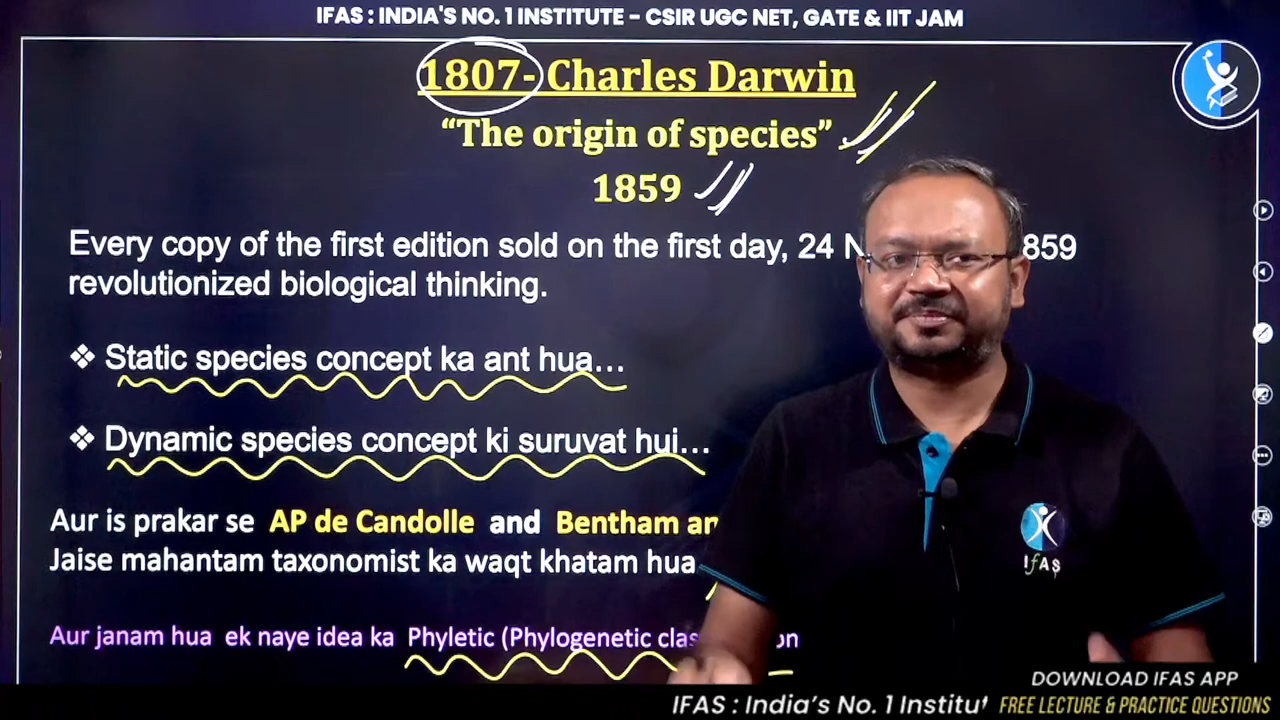 IFAS : INDIA'S NO. 1 INSTITUTE - CSIR UGC NET, GATE & IIT JAM
1807- Charles Darwin
“The origin of species”
1859
Every copy of the first edition sold on the first day, 24 N 859
revolutionized biological thinking.
❖ Static species concept ka ant hua...
❖ Dynamic species concept ki suruvat hui...
Aur is prakar se AP de Candolle and Bentham
Jaise mahantam taxonomist ka waqt khatam hua
Aur janam hua ek naye idea ka Phyletic (Phylogenetic
IfAS
DOWNLOAD IFAS APP
IFAS : India's No. 1 Institut FREE LECTURE & PRACTICE QUESTIONS